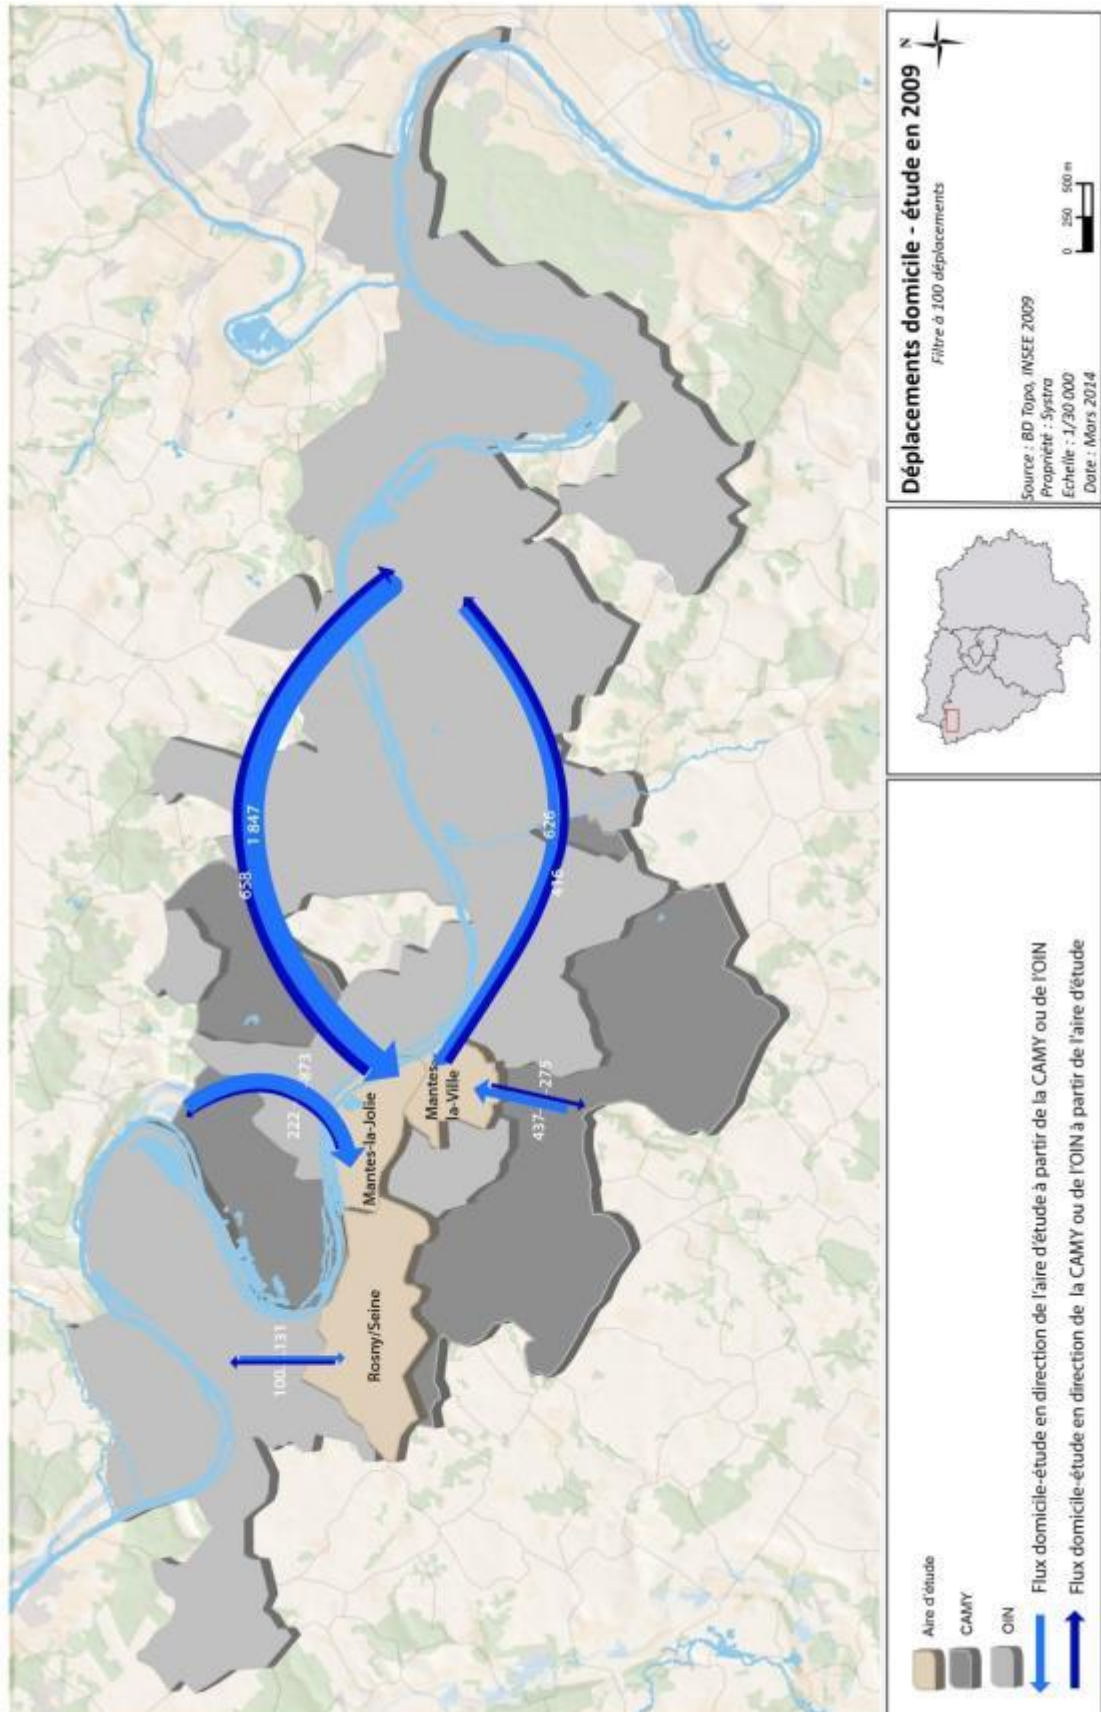 Déplacements domicile - étude en 2009
Filtre à 100 déplacements
N
0 250 500 m
Source : BD Topo, INSEE 2009
Propriété : Systra
Echelle : 1/30 000
Date : Mars 2014
1 847
658
626
416
222
873
437
275
100
131
Mantes-la-Jolie
Mantes-
la-Ville
Rosny/Seine
Aire d'étude
CAMY
OIN
Flux domicile-étude en direction de l'aire d'étude à partir de la CAMY ou de l'OIN
Flux domicile-étude en direction de la CAMY ou de l'OIN à partir de l'aire d'étude